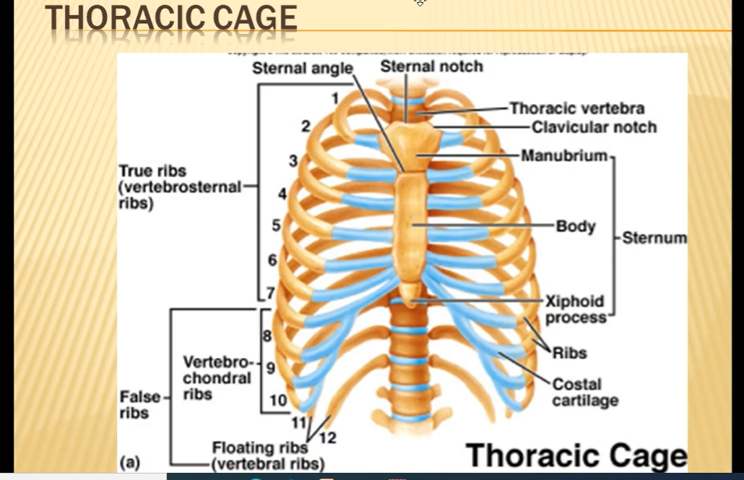 THORACIC CAGE
Sternal angle
Sternal notch
1
2
3
4
5
6
7
8
9
10
11
12
Thoracic vertebra
Clavicular notch
Manubrium
Body
Sternum
Xiphoid
process
Ribs
Costal
cartilage
True ribs
(vertebrosternal
ribs)
Vertebro-
chondral
ribs
False
ribs
Floating ribs
(vertebral ribs)
(a)
Thoracic Cage